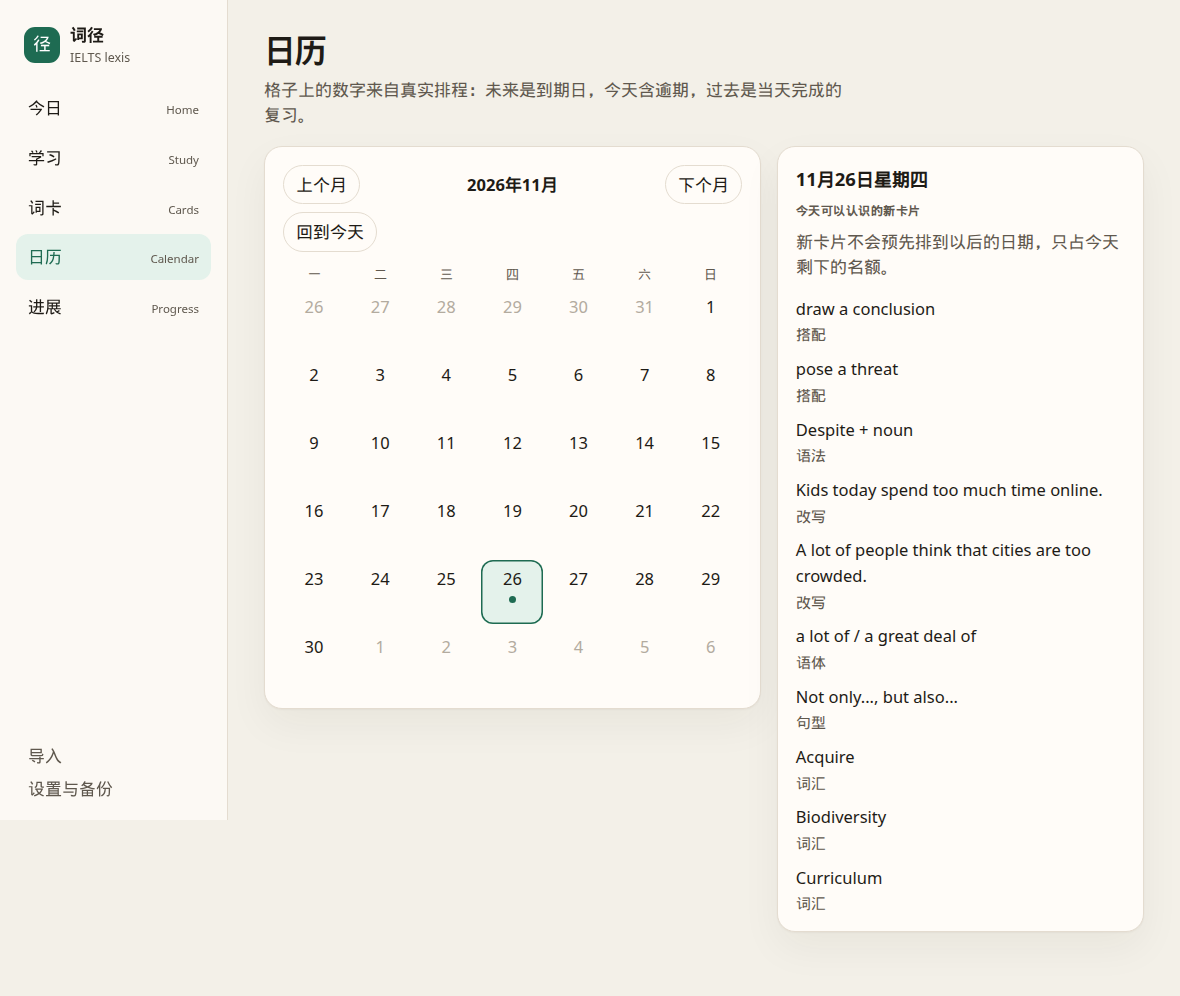 径
词径
IELTS lexis
今日 Home
学习 Study
词卡 Cards
日历 Calendar
进展 Progress
导入
设置与备份
日历
格子上的数字来自真实排程：未来是到期日，今天含逾期，过去是当天完成的
复习。
上个月 2026年11月 下个月
回到今天
一 二 三 四 五 六 日
26 27 28 29 30 31 1
2 3 4 5 6 7 8
9 10 11 12 13 14 15
16 17 18 19 20 21 22
23 24 25 26 27 28 29
30 1 2 3 4 5 6
11月26日星期四
今天可以认识的新卡片
新卡片不会预先排到以后的日期，只占今天
剩下的名额。
draw a conclusion
搭配
pose a threat
搭配
Despite + noun
语法
Kids today spend too much time online.
改写
A lot of people think that cities are too
crowded.
改写
a lot of / a great deal of
语体
Not only..., but also...
句型
Acquire
词汇
Biodiversity
词汇
Curriculum
词汇